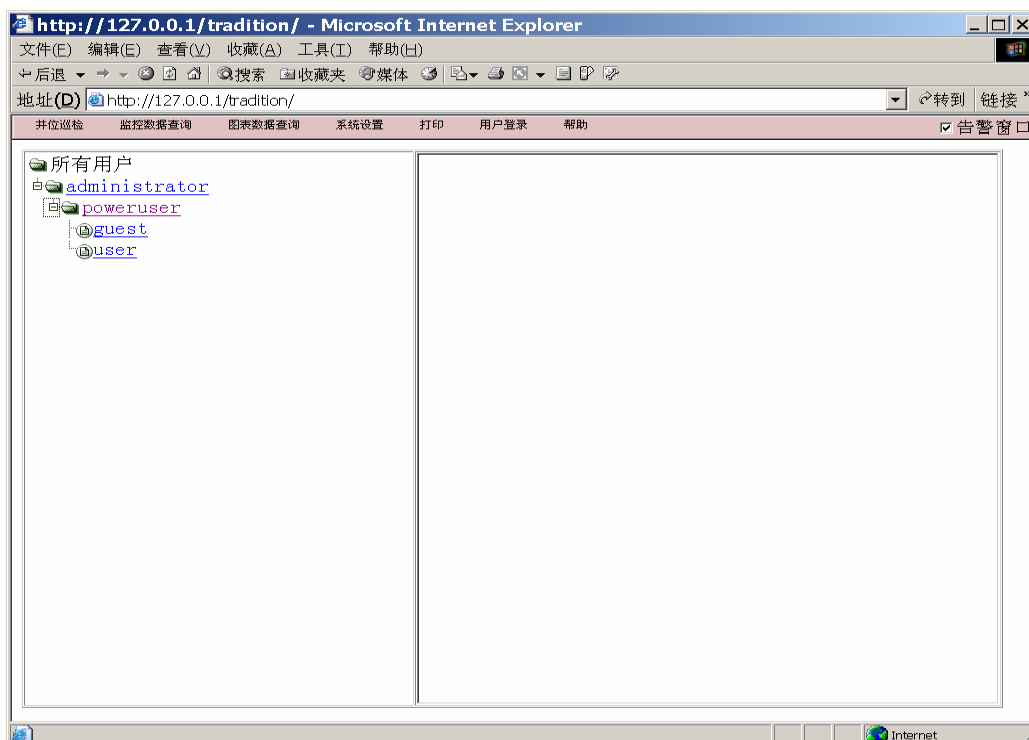 http://127.0.0.1/tradition/ - Microsoft Internet Explorer
文件(F) 编辑(E) 查看(V) 收藏(A) 工具(T) 帮助(H)
后退 搜索 收藏夹 媒体
地址(D) http://127.0.0.1/tradition/ 转到 链接 »
井位巡检 监控数据查询 图表数据查询 系统设置 打印 用户登录 帮助 告警窗口
所有用户
administrator
poweruser
guest
user
Internet